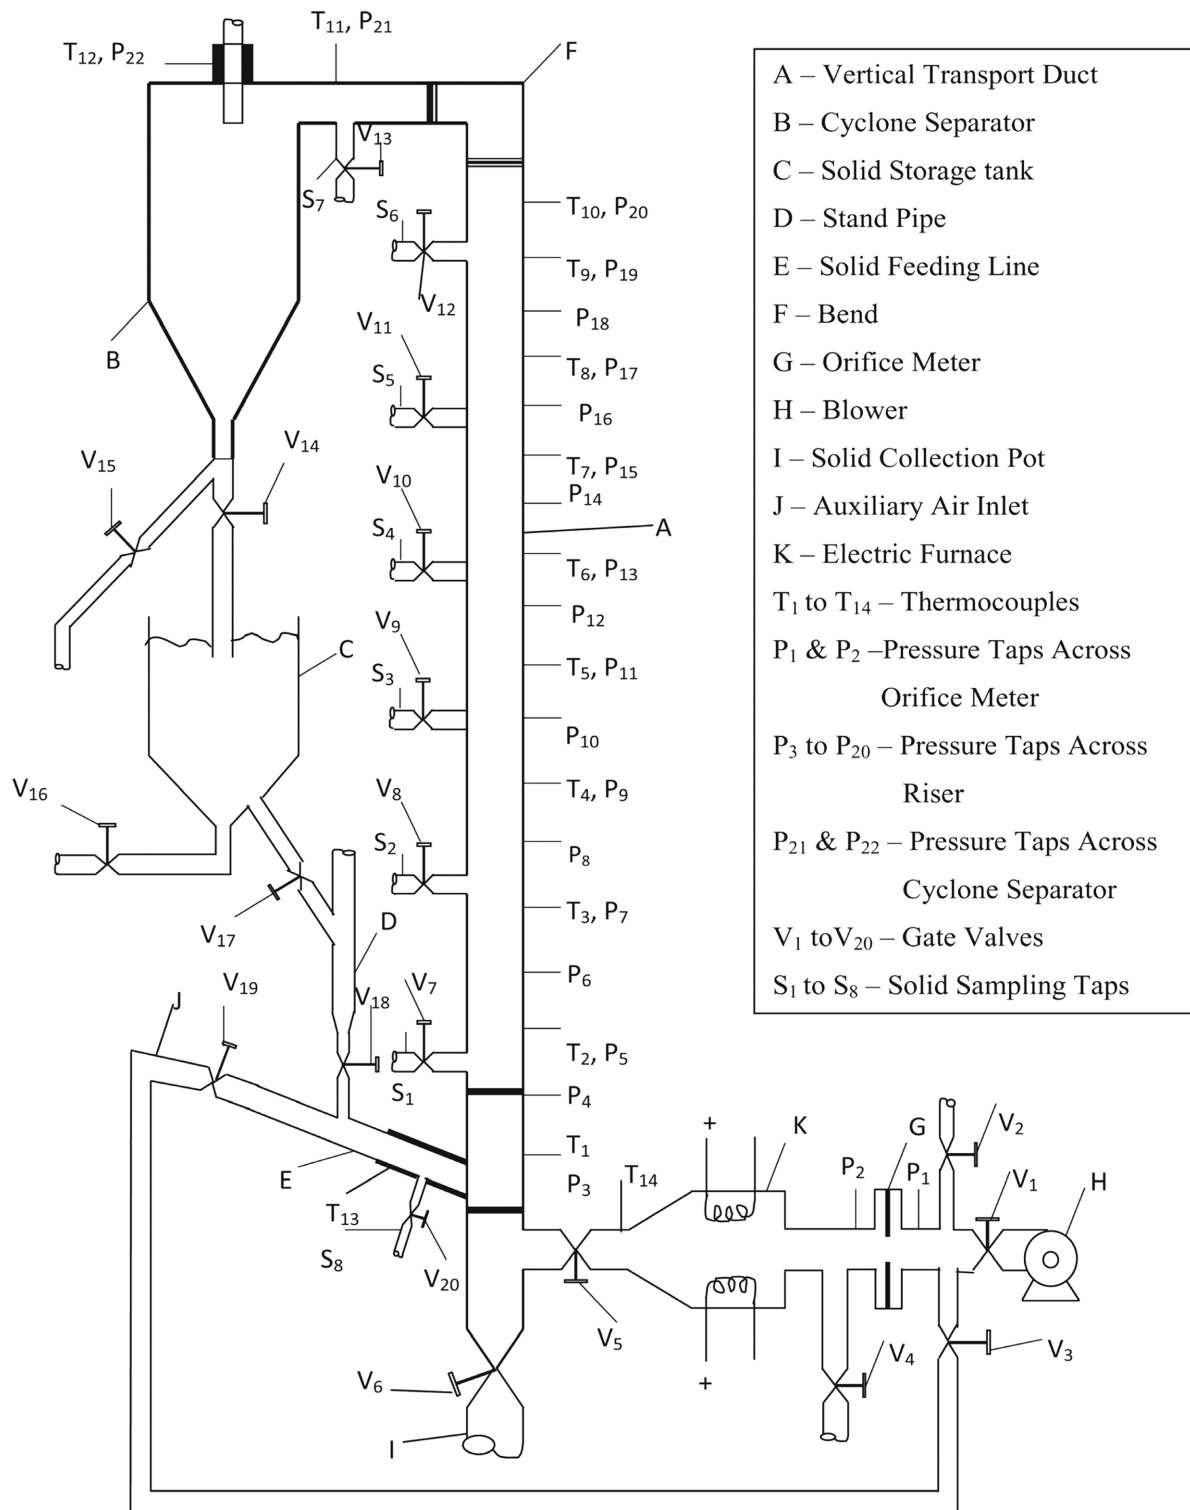 T11, P21
T12, P22
F
V13
S7
S6
T10, P20
T9, P19
V12
V11
P18
B
S5
T8, P17
P16
V14
V15
T7, P15
V10
P14
S4
A
T6, P13
P12
V9
C
S3
T5, P11
P10
V16
V8
T4, P9
S2
P8
T3, P7
D
V17
P6
V19
V7
V18
J
T2, P5
S1
P4
T1
+
K
G
V2
E
P3
T14
P2
P1
V1
H
T13
S8
V20
V5
V4
V3
V6
+
I
A – Vertical Transport Duct
B – Cyclone Separator
C – Solid Storage tank
D – Stand Pipe
E – Solid Feeding Line
F – Bend
G – Orifice Meter
H – Blower
I – Solid Collection Pot
J – Auxiliary Air Inlet
K – Electric Furnace
T1 to T14 – Thermocouples
P1 & P2 –Pressure Taps Across
Orifice Meter
P3 to P20 – Pressure Taps Across
Riser
P21 & P22 – Pressure Taps Across
Cyclone Separator
V1 toV20 – Gate Valves
S1 to S8 – Solid Sampling Taps